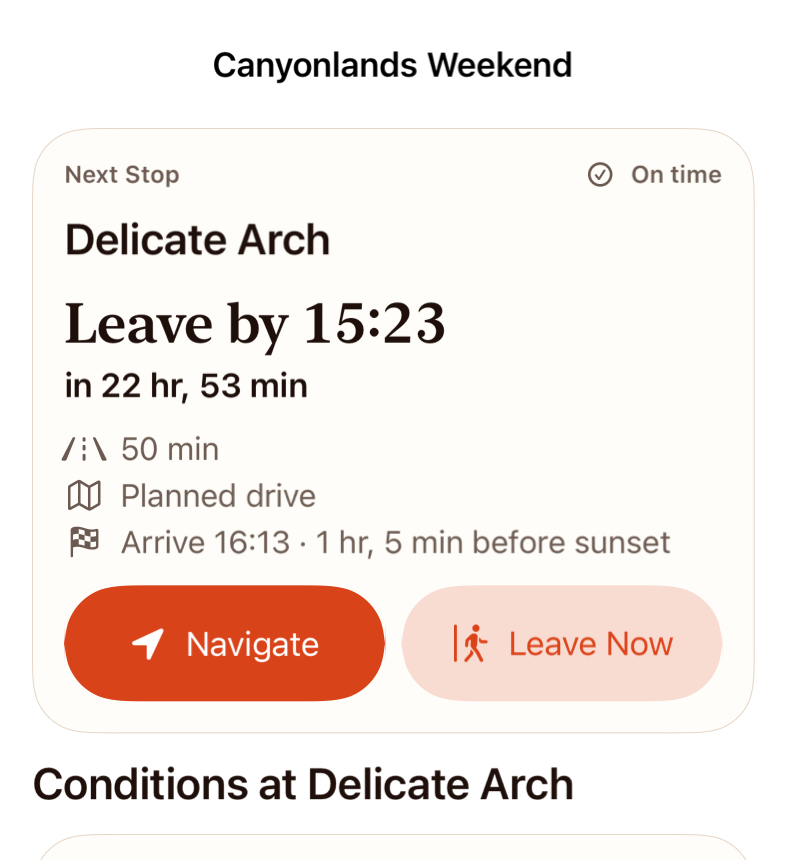 Canyonlands Weekend
Next Stop
On time
Delicate Arch
Leave by 15:23
in 22 hr, 53 min
50 min
Planned drive
Arrive 16:13 · 1 hr, 5 min before sunset
Navigate
Leave Now
Conditions at Delicate Arch